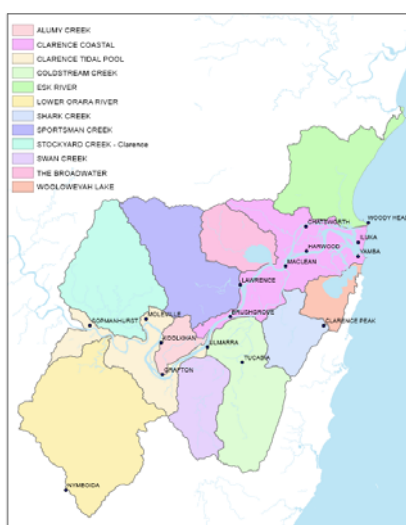 ALUMY CREEK
CLARENCE COASTAL
CLARENCE TIDAL POOL
COLDSTREAM CREEK
ESK RIVER
LOWER ORARA RIVER
SHARK CREEK
SPORTSMAN CREEK
STOCKYARD CREEK - Clarence
SWAN CREEK
THE BROADWATER
WOOLOWEYAH LAKE
CHATSWORTH
WOODY HEA
ILUKA
HARWOOD
YAMBA
MACLEAN
LAWRENCE
BRUSHGROVE
MOLEVILLE
COPMANHURST
CLARENCE PEAK
KOOLKHAN
ULMARRA
TUCABIA
GRAFTON
NYMBOIDA